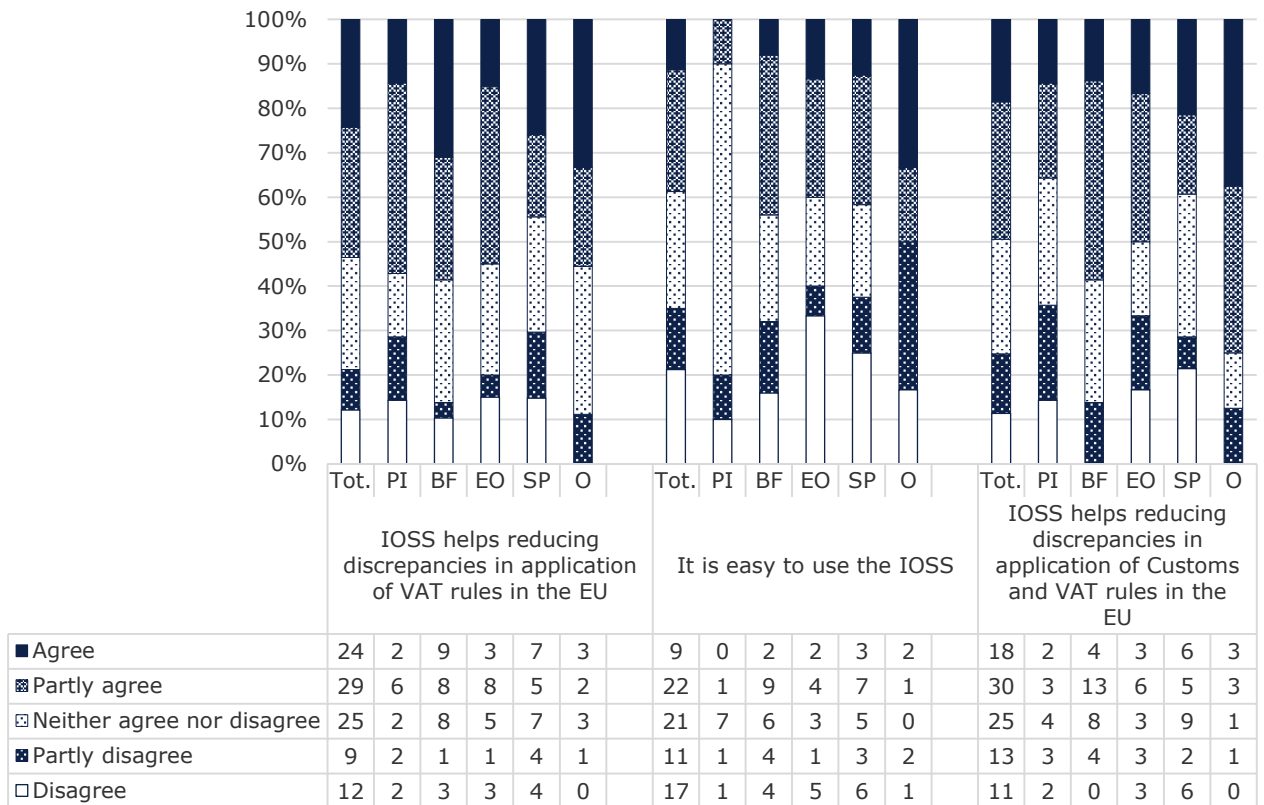 100%
90%
80%
70%
60%
50%
40%
30%
20%
10%
0%
Tot. PI BF EO SP O Tot. PI BF EO SP O Tot. PI BF EO SP O
IOSS helps reducing
discrepancies in application
of VAT rules in the EU
It is easy to use the IOSS
IOSS helps reducing
discrepancies in
application of Customs
and VAT rules in the
EU
Agree 24 2 9 3 7 3 9 0 2 2 3 2 18 2 4 3 6 3
Partly agree 29 6 8 8 5 2 22 1 9 4 7 1 30 3 13 6 5 3
Neither agree nor disagree 25 2 8 5 7 3 21 7 6 3 5 0 25 4 8 3 9 1
Partly disagree 9 2 1 1 4 1 11 1 4 1 3 2 13 3 4 3 2 1
Disagree 12 2 3 3 4 0 17 1 4 5 6 1 11 2 0 3 6 0